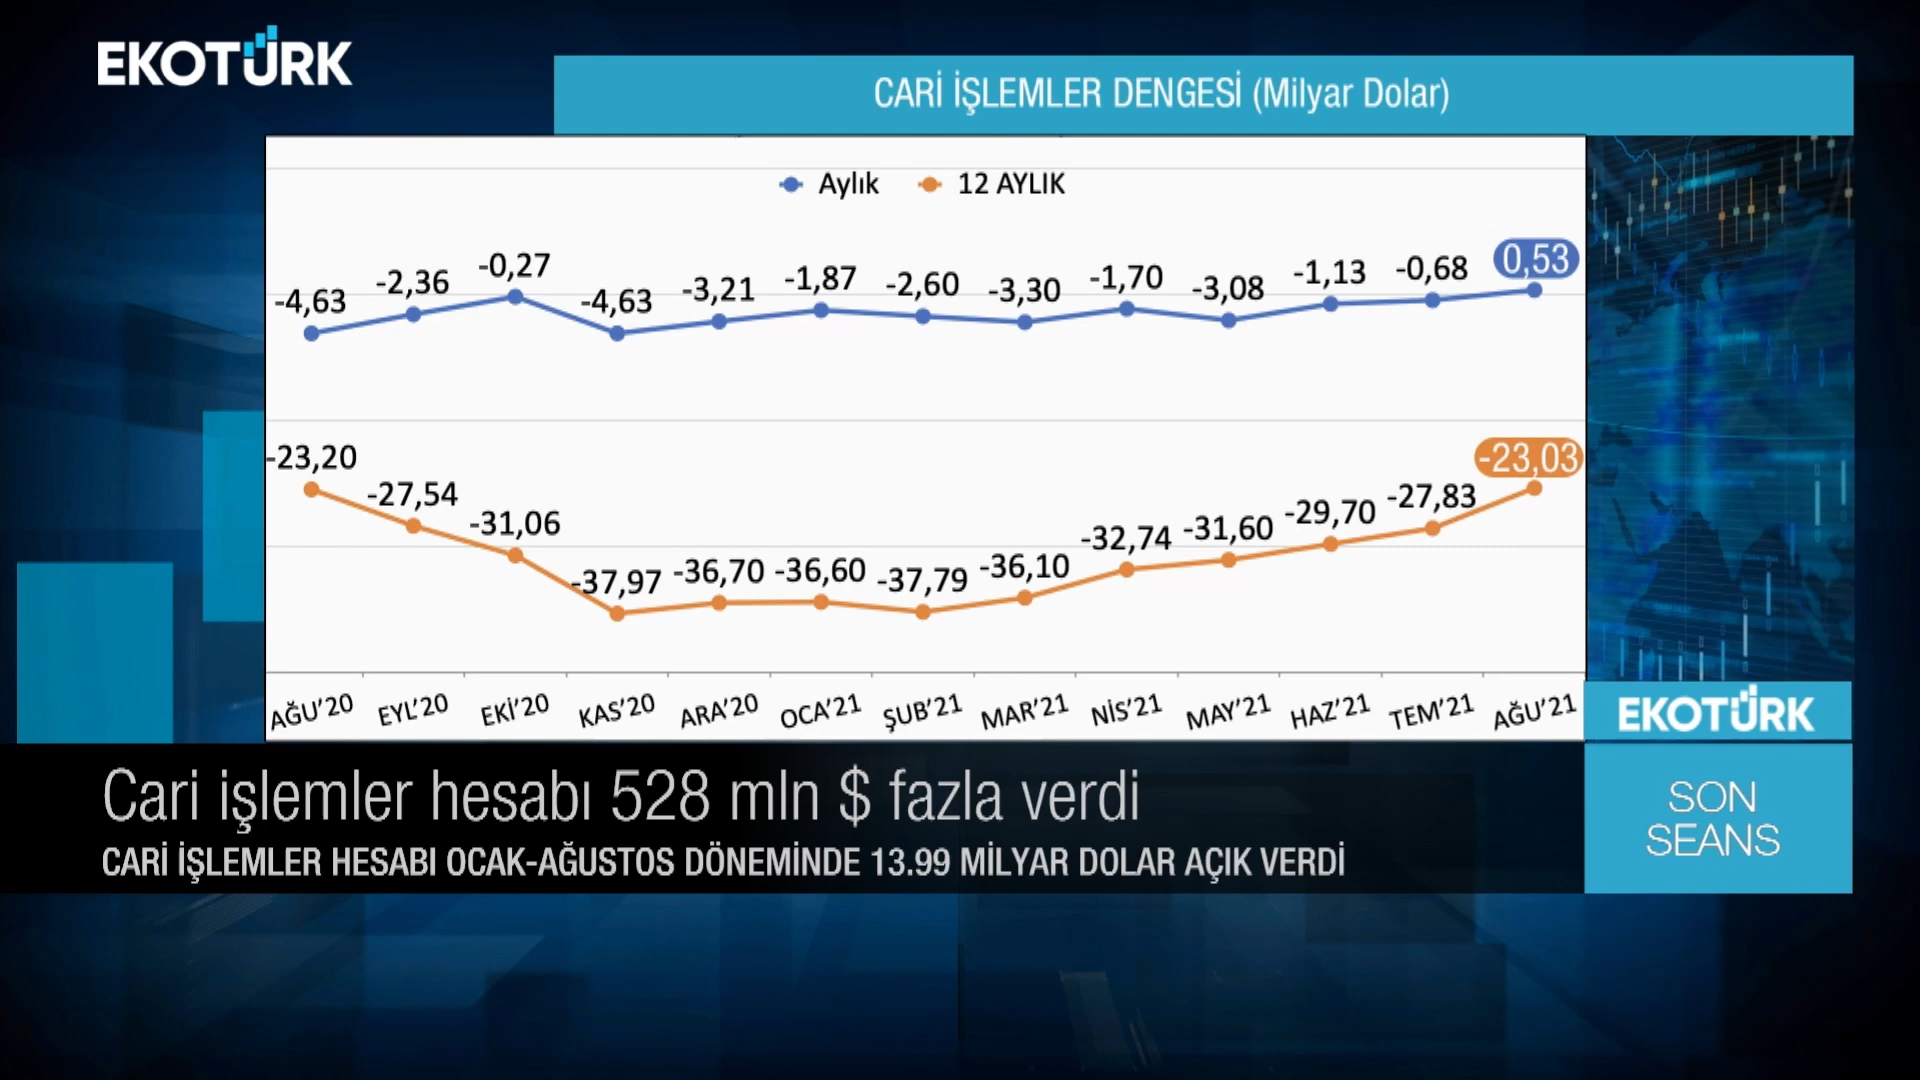 EKOTÜRK
CARİ İŞLEMLER DENGESİ (Milyar Dolar)
Aylık 12 AYLIK
-4,63 -2,36 -0,27 -4,63 -3,21 -1,87 -2,60 -3,30 -1,70 -3,08 -1,13 -0,68 0,53
-23,20 -27,54 -31,06 -37,97 -36,70 -36,60 -37,79 -36,10 -32,74 -31,60 -29,70 -27,83 -23,03
AĞU'20 EYL'20 EKİ'20 KAS'20 ARA'20 OCA'21 ŞUB'21 MAR'21 NİS'21 MAY'21 HAZ'21 TEM'21 AĞU'21
EKOTÜRK
Cari işlemler hesabı 528 mln $ fazla verdi
CARİ İŞLEMLER HESABI OCAK-AĞUSTOS DÖNEMİNDE 13.99 MİLYAR DOLAR AÇIK VERDİ
SON
SEANS